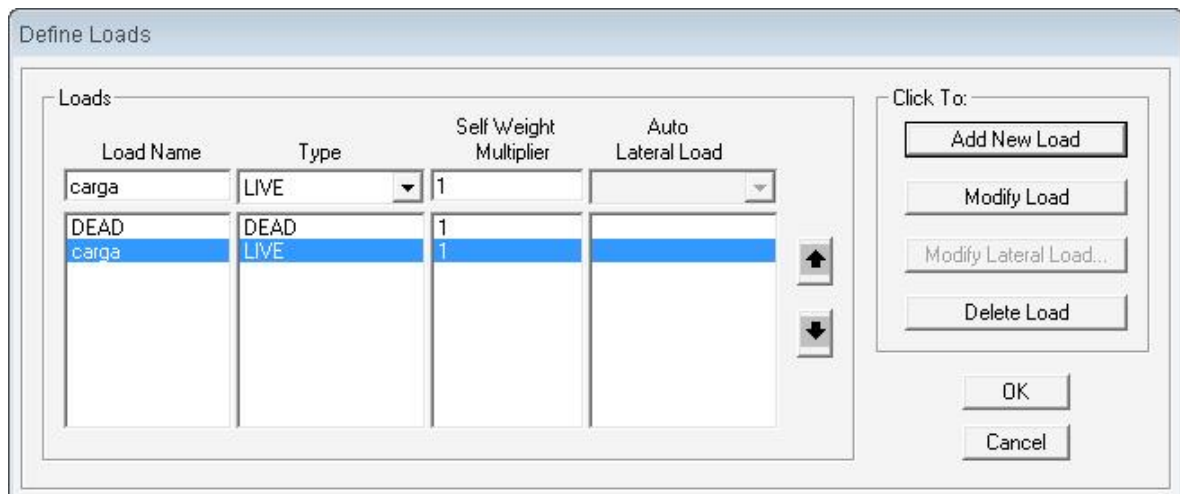 Define Loads
Loads
Load Name Type Self Weight Multiplier Auto Lateral Load
carga LIVE 1
DEAD DEAD 1
carga LIVE 1
Click To:
Add New Load
Modify Load
Modify Lateral Load...
Delete Load
OK
Cancel